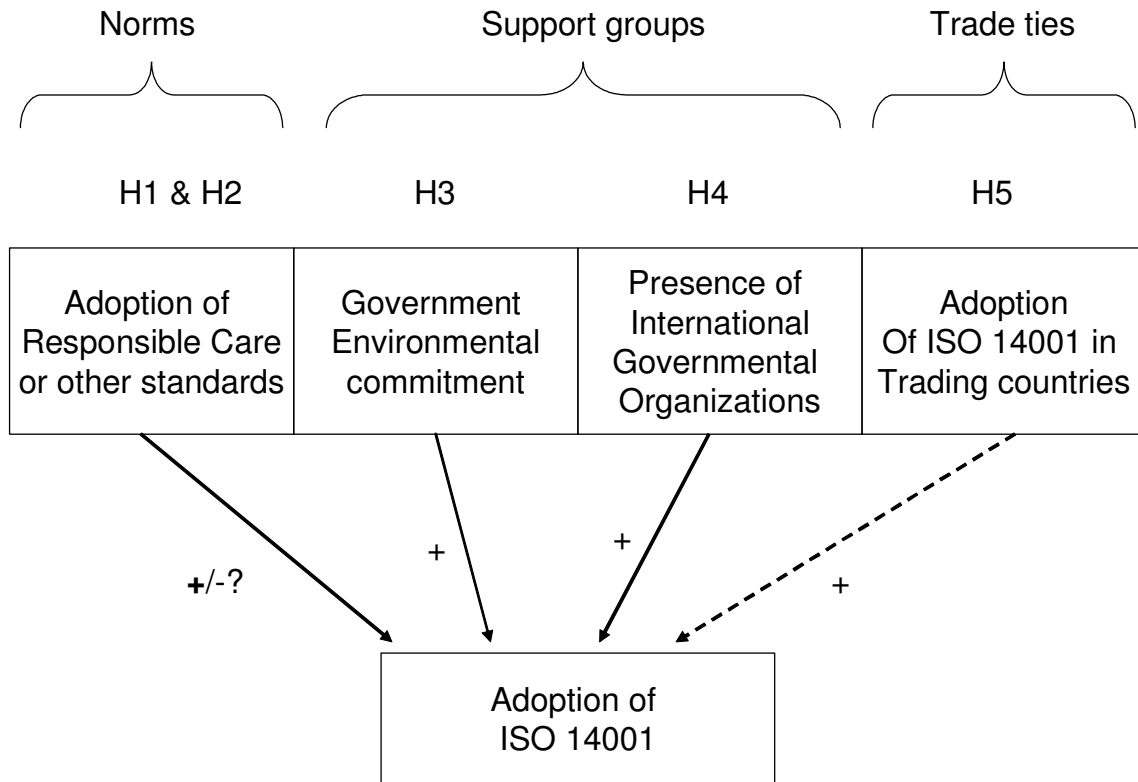 Norms
Support groups
Trade ties
H1 & H2
H3
H4
H5
Adoption of
Responsible Care
or other standards
Government
Environmental
commitment
Presence of
International
Governmental
Organizations
Adoption
Of ISO 14001 in
Trading countries
+/-?
+
+
+
Adoption of
ISO 14001